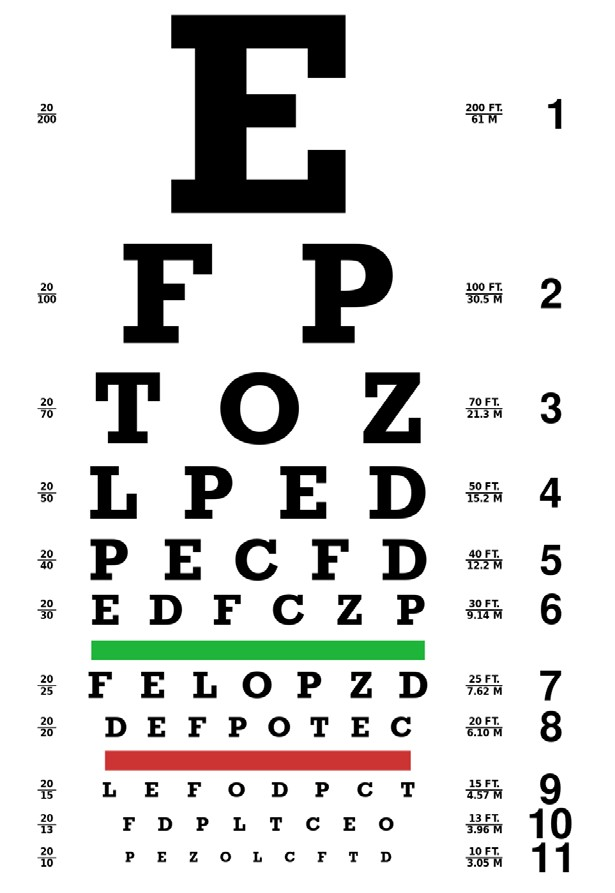 20/200 E 200 FT. 61 M 1
20/100 F P 100 FT. 30.5 M 2
20/70 T O Z 70 FT. 21.3 M 3
20/50 L P E D 50 FT. 15.2 M 4
20/40 P E C F D 40 FT. 12.2 M 5
20/30 E D F C Z P 30 FT. 9.14 M 6
20/25 F E L O P Z D 25 FT. 7.62 M 7
20/20 D E F P O T E C 20 FT. 6.10 M 8
20/15 L E F O D P C T 15 FT. 4.57 M 9
20/13 F D P L T C E O 13 FT. 3.96 M 10
20/10 P E Z O L C F T D 10 FT. 3.05 M 11